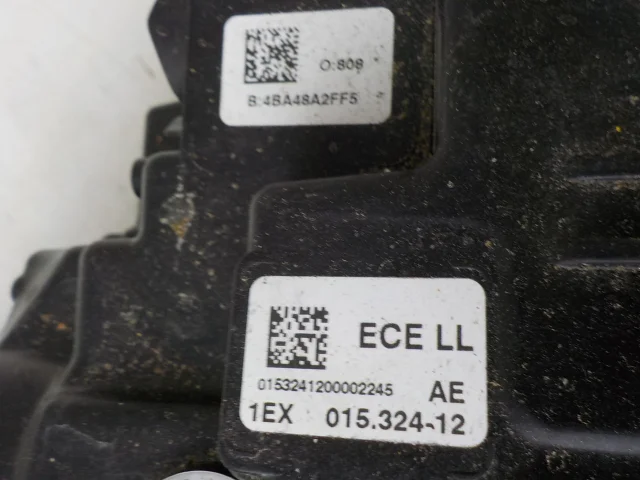 O:808
B:4BA48A2FF5
ECE LL
0153241200002245 AE
1EX 015.324-12